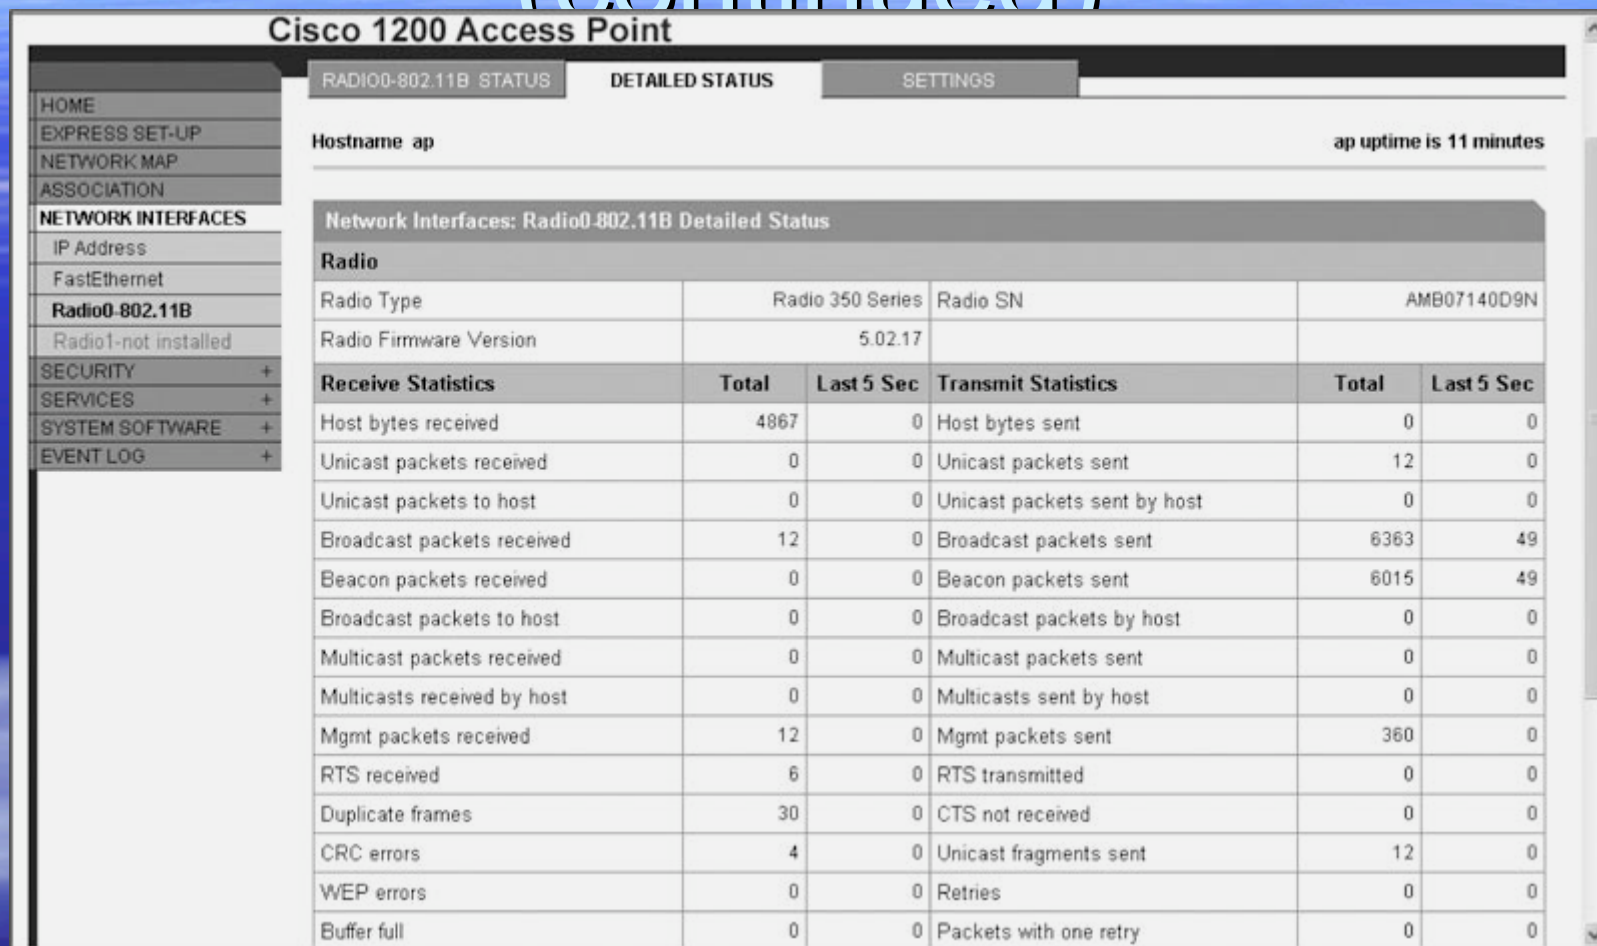 (continued)
Cisco 1200 Access Point
RADIO0-802.11B STATUS DETAILED STATUS SETTINGS
HOME
EXPRESS SET-UP
NETWORK MAP
ASSOCIATION
NETWORK INTERFACES
IP Address
FastEthernet
Radio0-802.11B
Radio1-not installed
SECURITY +
SERVICES +
SYSTEM SOFTWARE +
EVENT LOG +
Hostname ap ap uptime is 11 minutes
Network Interfaces: Radio0-802.11B Detailed Status
Radio
Radio Type Radio 350 Series Radio SN AMB07140D9N
Radio Firmware Version 5.02.17
Receive Statistics Total Last 5 Sec Transmit Statistics Total Last 5 Sec
Host bytes received 4867 0 Host bytes sent 0 0
Unicast packets received 0 0 Unicast packets sent 12 0
Unicast packets to host 0 0 Unicast packets sent by host 0 0
Broadcast packets received 12 0 Broadcast packets sent 6363 49
Beacon packets received 0 0 Beacon packets sent 6015 49
Broadcast packets to host 0 0 Broadcast packets by host 0 0
Multicast packets received 0 0 Multicast packets sent 0 0
Multicasts received by host 0 0 Multicasts sent by host 0 0
Mgmt packets received 12 0 Mgmt packets sent 360 0
RTS received 6 0 RTS transmitted 0 0
Duplicate frames 30 0 CTS not received 0 0
CRC errors 4 0 Unicast fragments sent 12 0
WEP errors 0 0 Retries 0 0
Buffer full 0 0 Packets with one retry 0 0